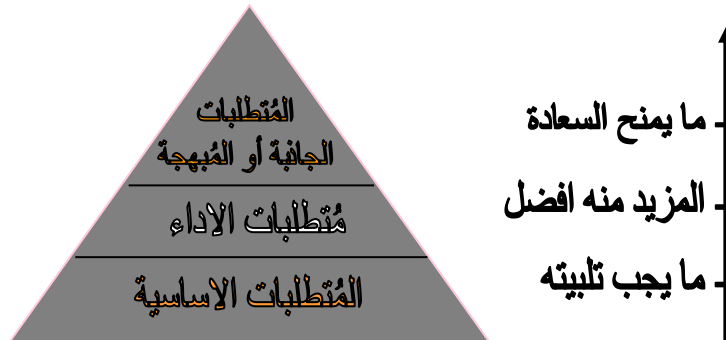 المُتطلبات
الجاذبة أو المُبهجة
مُتطلبات الاداء
المُتطلبات الاساسية
ما يمنح السعادة
المزيد منه افضل
ما يجب تلبيته